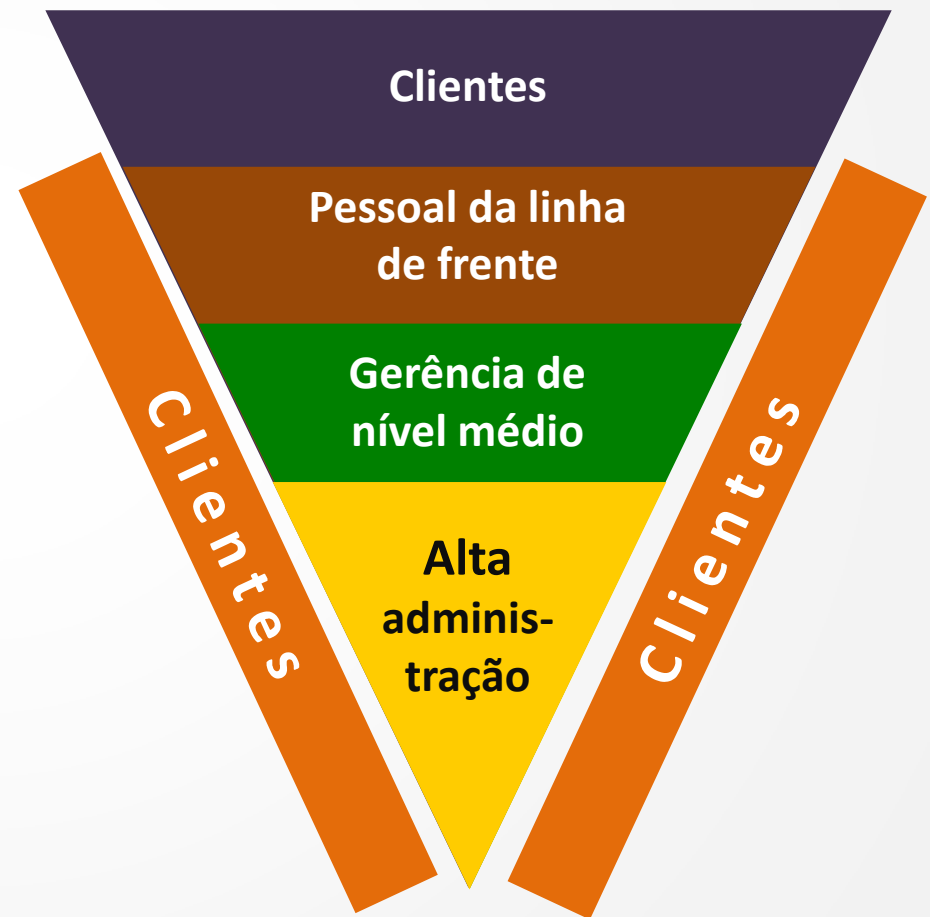 Clientes
Pessoal da linha
de frente
Gerência de
nível médio
Alta
adminis-
tração
Clientes
Clientes